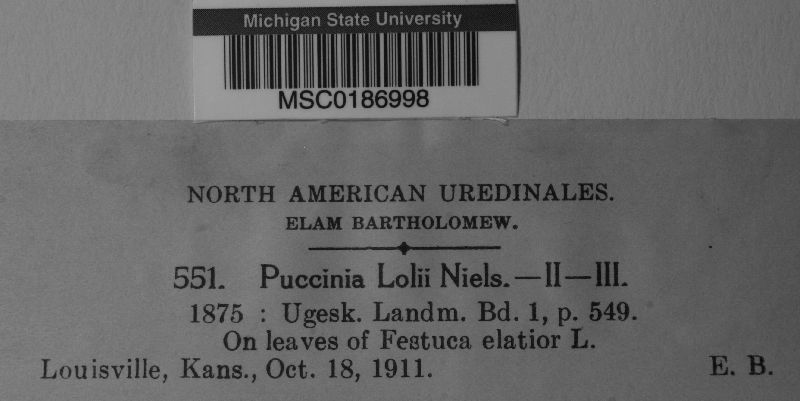 Michigan State University
MSC0186998
NORTH AMERICAN UREDINALES.
ELAM BARTHOLOMEW.
551. Puccinia Lolii Niels.—II—III.
1875 : Ugesk. Landm. Bd. 1, p. 549.
On leaves of Festuca elatior L.
Louisville, Kans., Oct. 18, 1911. E. B.